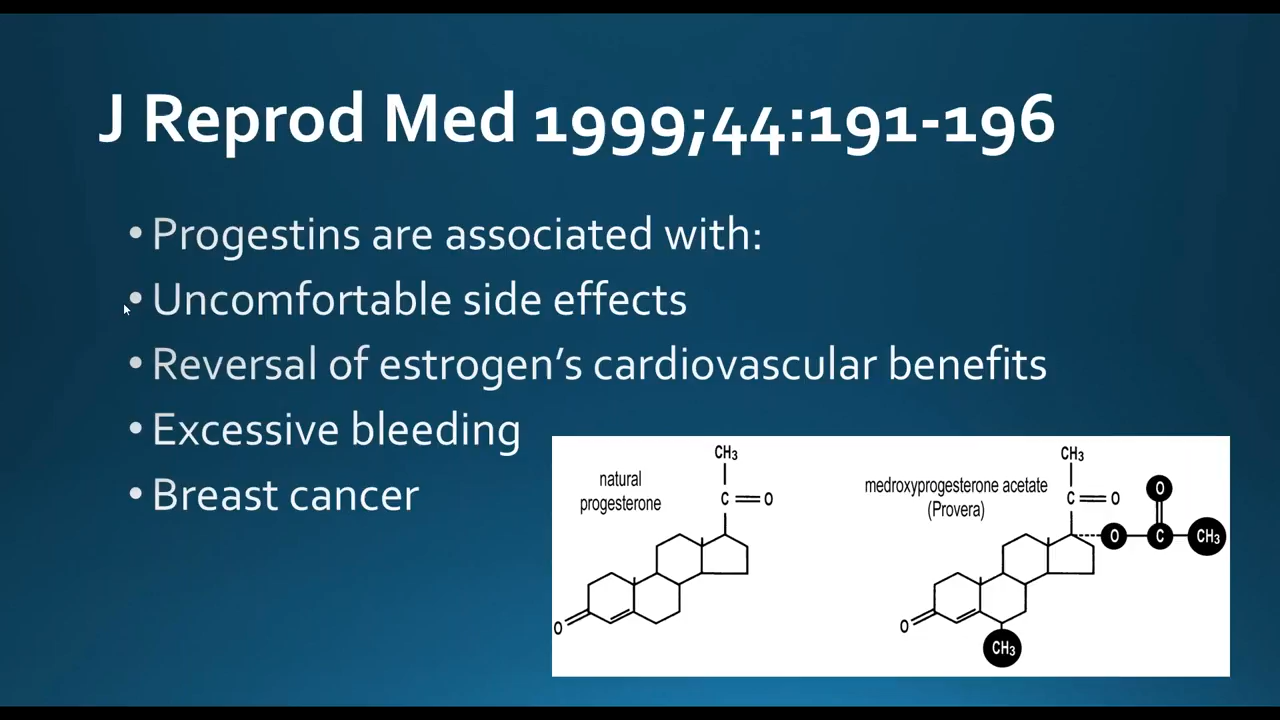 J Reprod Med 1999;44:191-196
• Progestins are associated with:
• Uncomfortable side effects
• Reversal of estrogen's cardiovascular benefits
• Excessive bleeding
• Breast cancer
natural
progesterone
CH3
C
O
O
medroxyprogesterone acetate
(Provera)
CH3
C
O
O
O
C
CH3
O
CH3